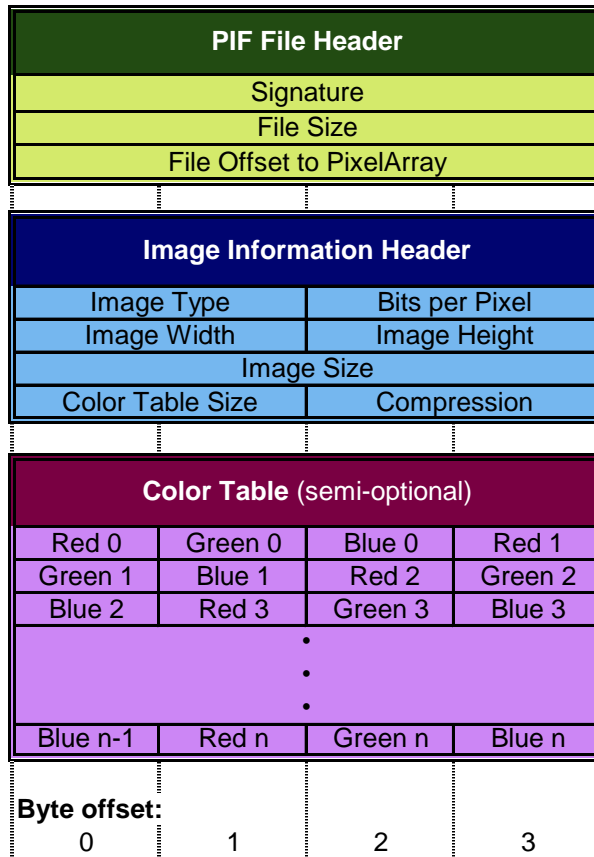 PIF File Header
Signature
File Size
File Offset to PixelArray
Image Information Header
Image Type Bits per Pixel
Image Width Image Height
Image Size
Color Table Size Compression
Color Table (semi-optional)
Red 0 Green 0 Blue 0 Red 1
Green 1 Blue 1 Red 2 Green 2
Blue 2 Red 3 Green 3 Blue 3
•
•
•
Blue n-1 Red n Green n Blue n
Byte offset:
0 1 2 3